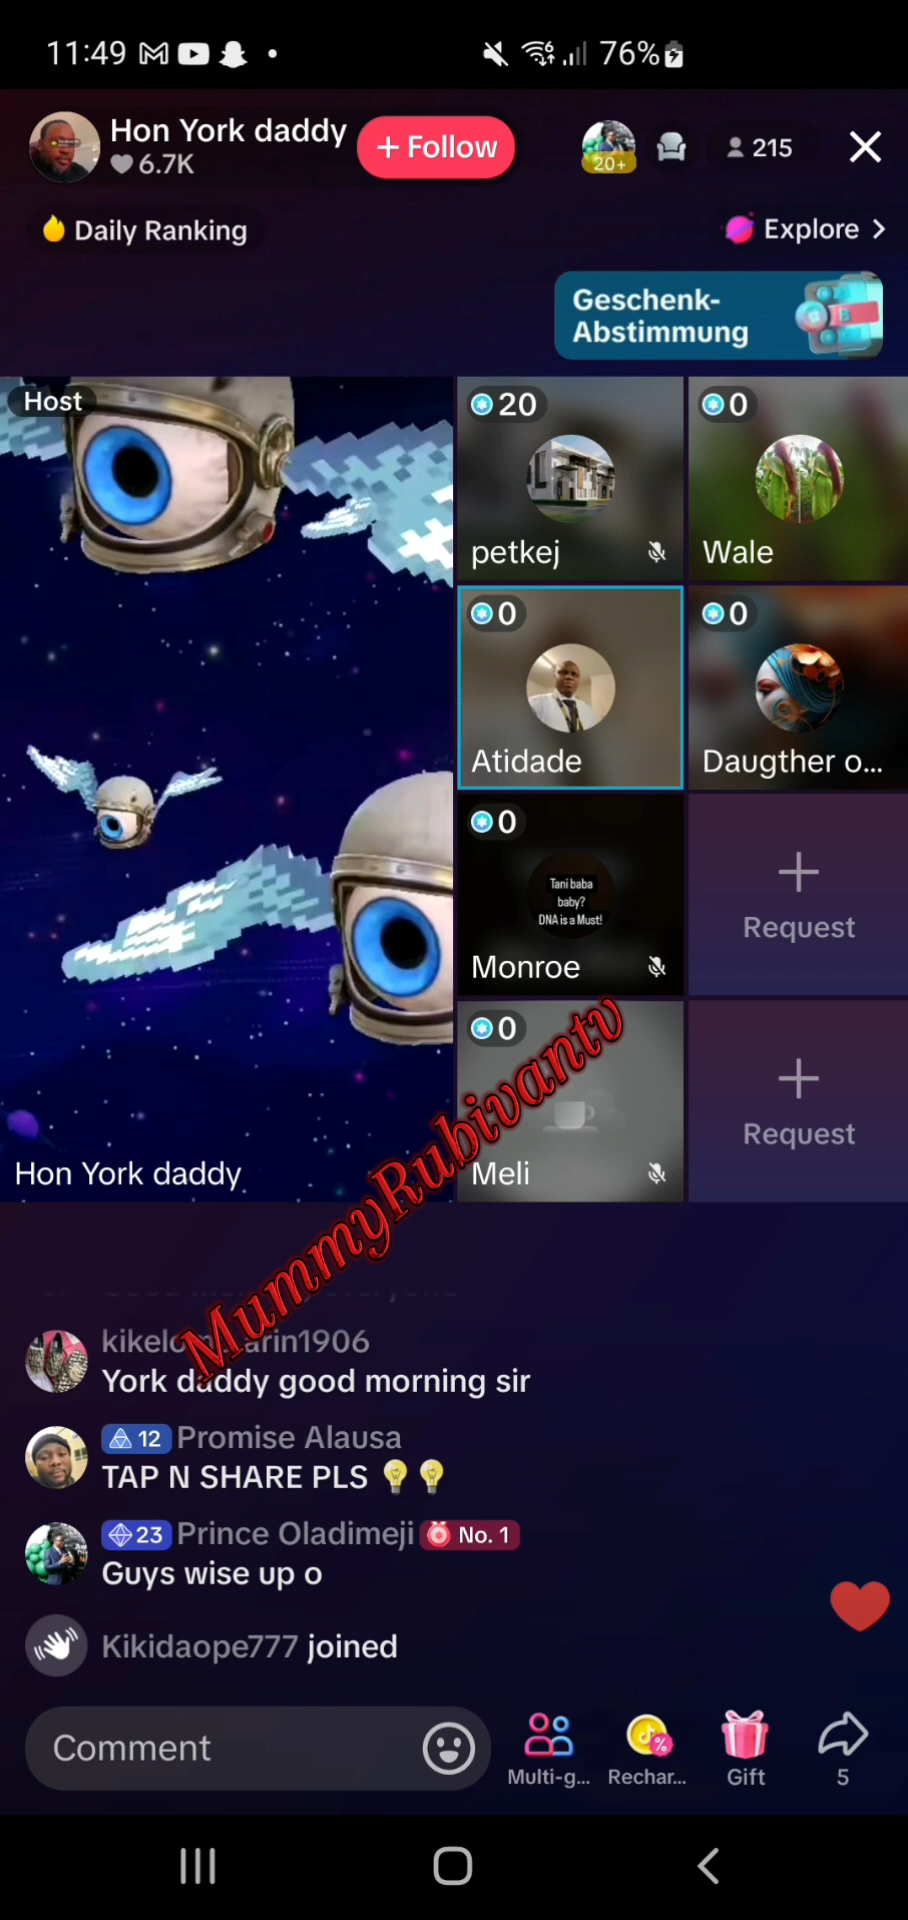 11:49
76%
Hon York daddy
6.7K
+ Follow
20+
215
Daily Ranking
Explore >
Geschenk-
Abstimmung
Host
20
petkej
0
Wale
0
Atidade
0
Daugther o...
0
Tani baba
baby?
DNA is a Must!
Monroe
Request
0
Meli
Request
Hon York daddy
MummyRubivantv
York daddy good morning sir
12 Promise Alausa
TAP N SHARE PLS
23 Prince Oladimeji No. 1
Guys wise up o
Kikidaope777 joined
Comment
Multi-g...
Rechar...
Gift
5